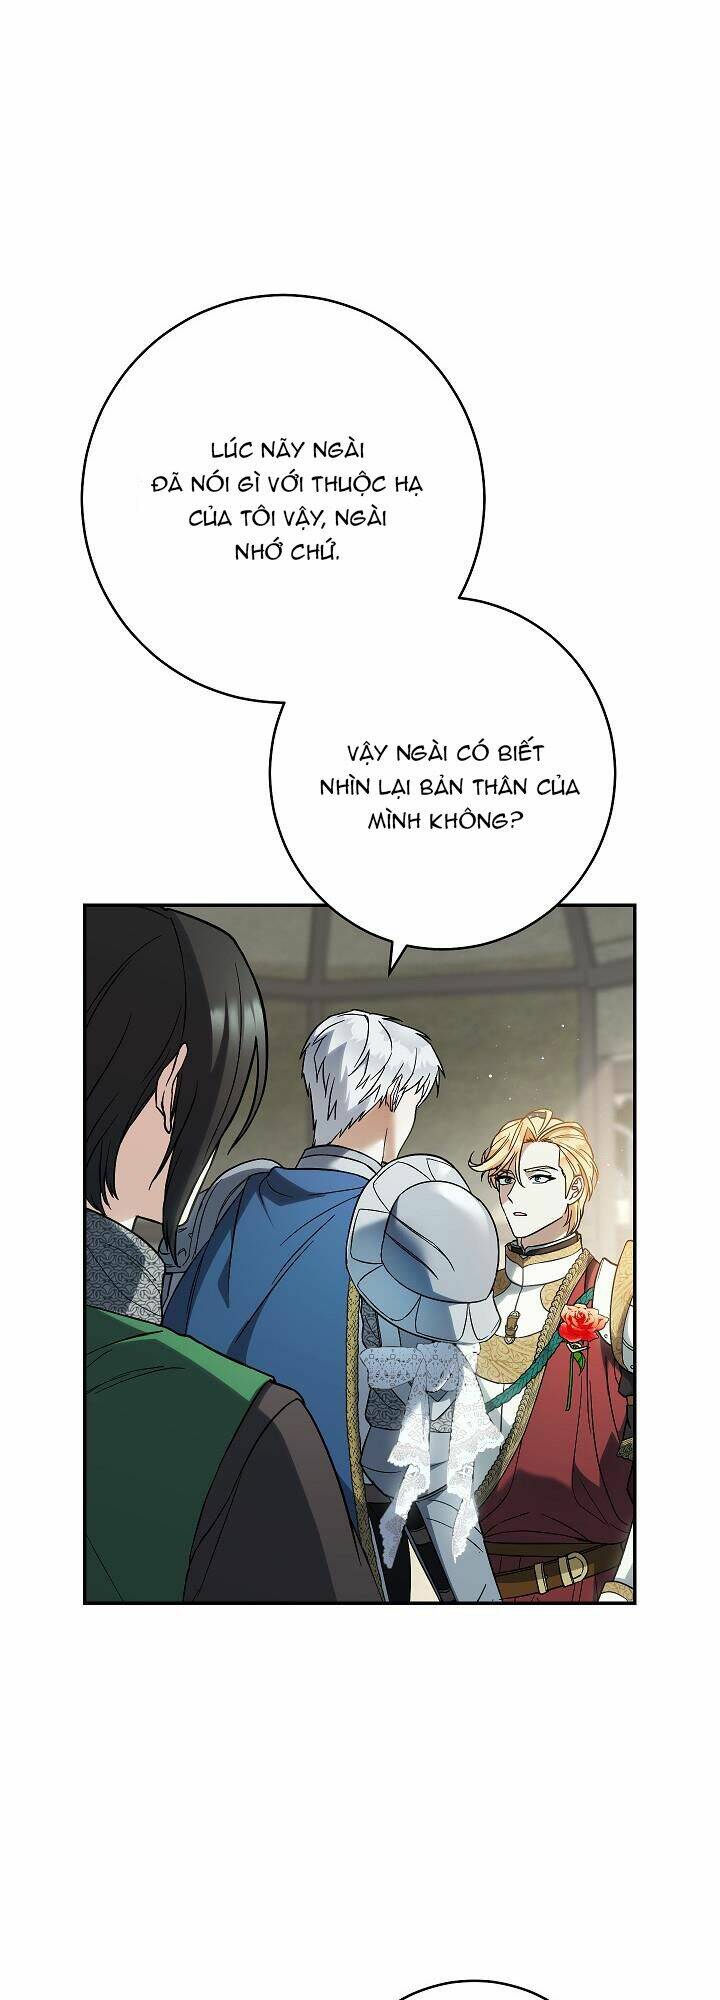 LÚC NÃY NGÀI
ĐÃ NÓI GÌ VỚI THUỘC HẠ
CỦA TÔI VẬY, NGÀI
NHỚ CHỨ.
VẬY NGÀI CÓ BIẾT
NHÌN LẠI BẢN THÂN CỦA
MÌNH KHÔNG?